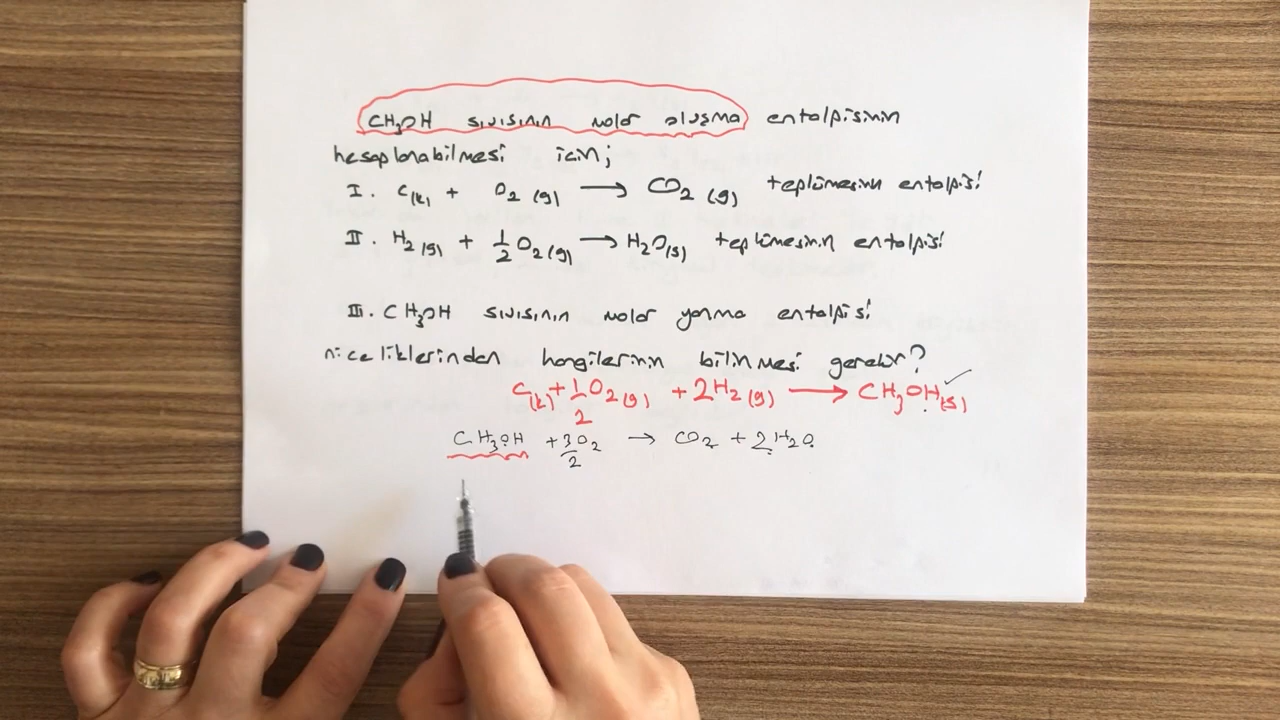 CH₃OH sıvısının molar oluşma entalpisinin
hesaplanabilmesi için;
I. C(k) + O₂(g) → CO₂(g) tepkimesinin entalpisi
II. H₂(g) + 1/2 O₂(g) → H₂O(s) tepkimesinin entalpisi
III. CH₃OH sıvısının molar yanma entalpisi
niceliklerinden hangilerinin bilinmesi gerekir?
C(k) + 1/2 O₂(g) + 2H₂(g) → CH₃OH(s) ✓
CH₃OH + 3/2 O₂ → CO₂ + 2H₂O